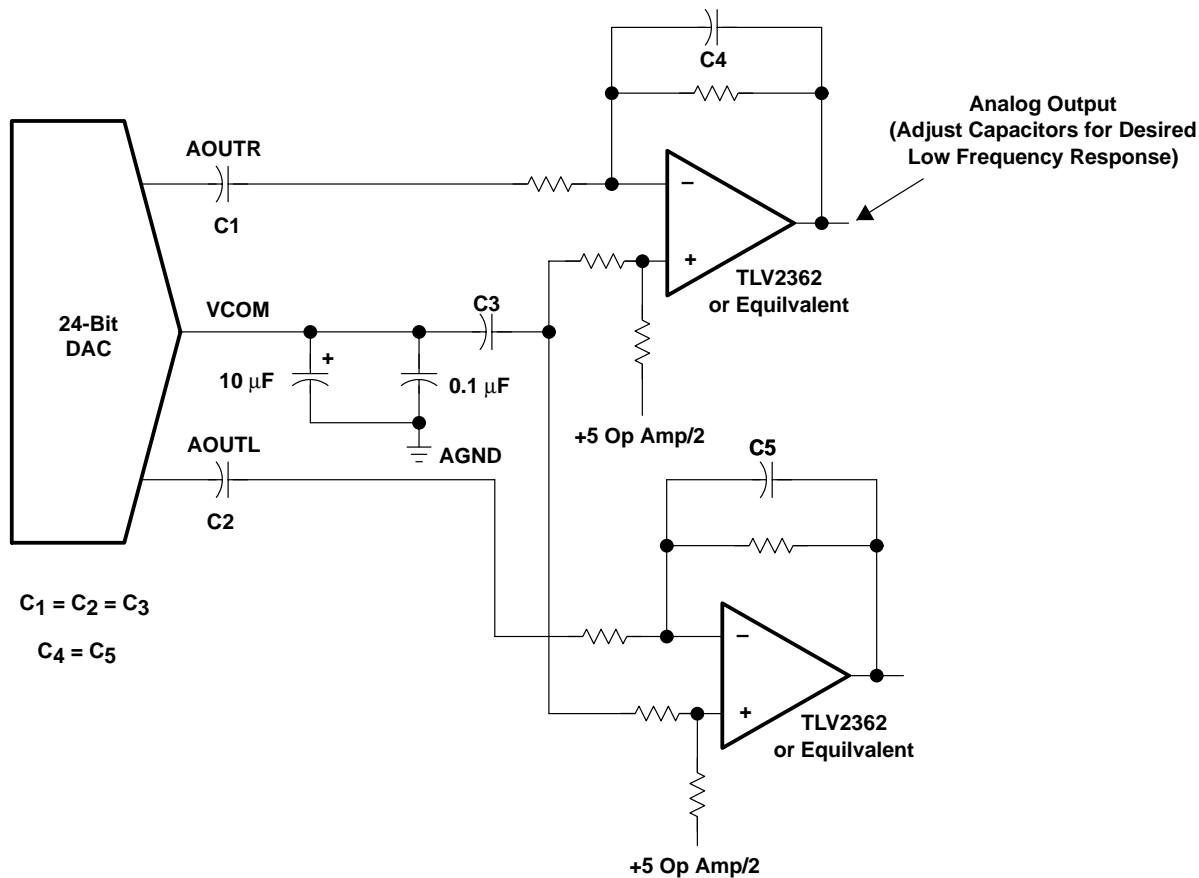 C4
Analog Output
(Adjust Capacitors for Desired
Low Frequency Response)
AOUTR
C1
−
+
TLV2362
or Equilvalent
24-Bit
DAC
VCOM
C3
+
10 μF
0.1 μF
+5 Op Amp/2
AOUTL
AGND
C2
C5
C1 = C2 = C3
C4 = C5
−
+
TLV2362
or Equilvalent
+5 Op Amp/2